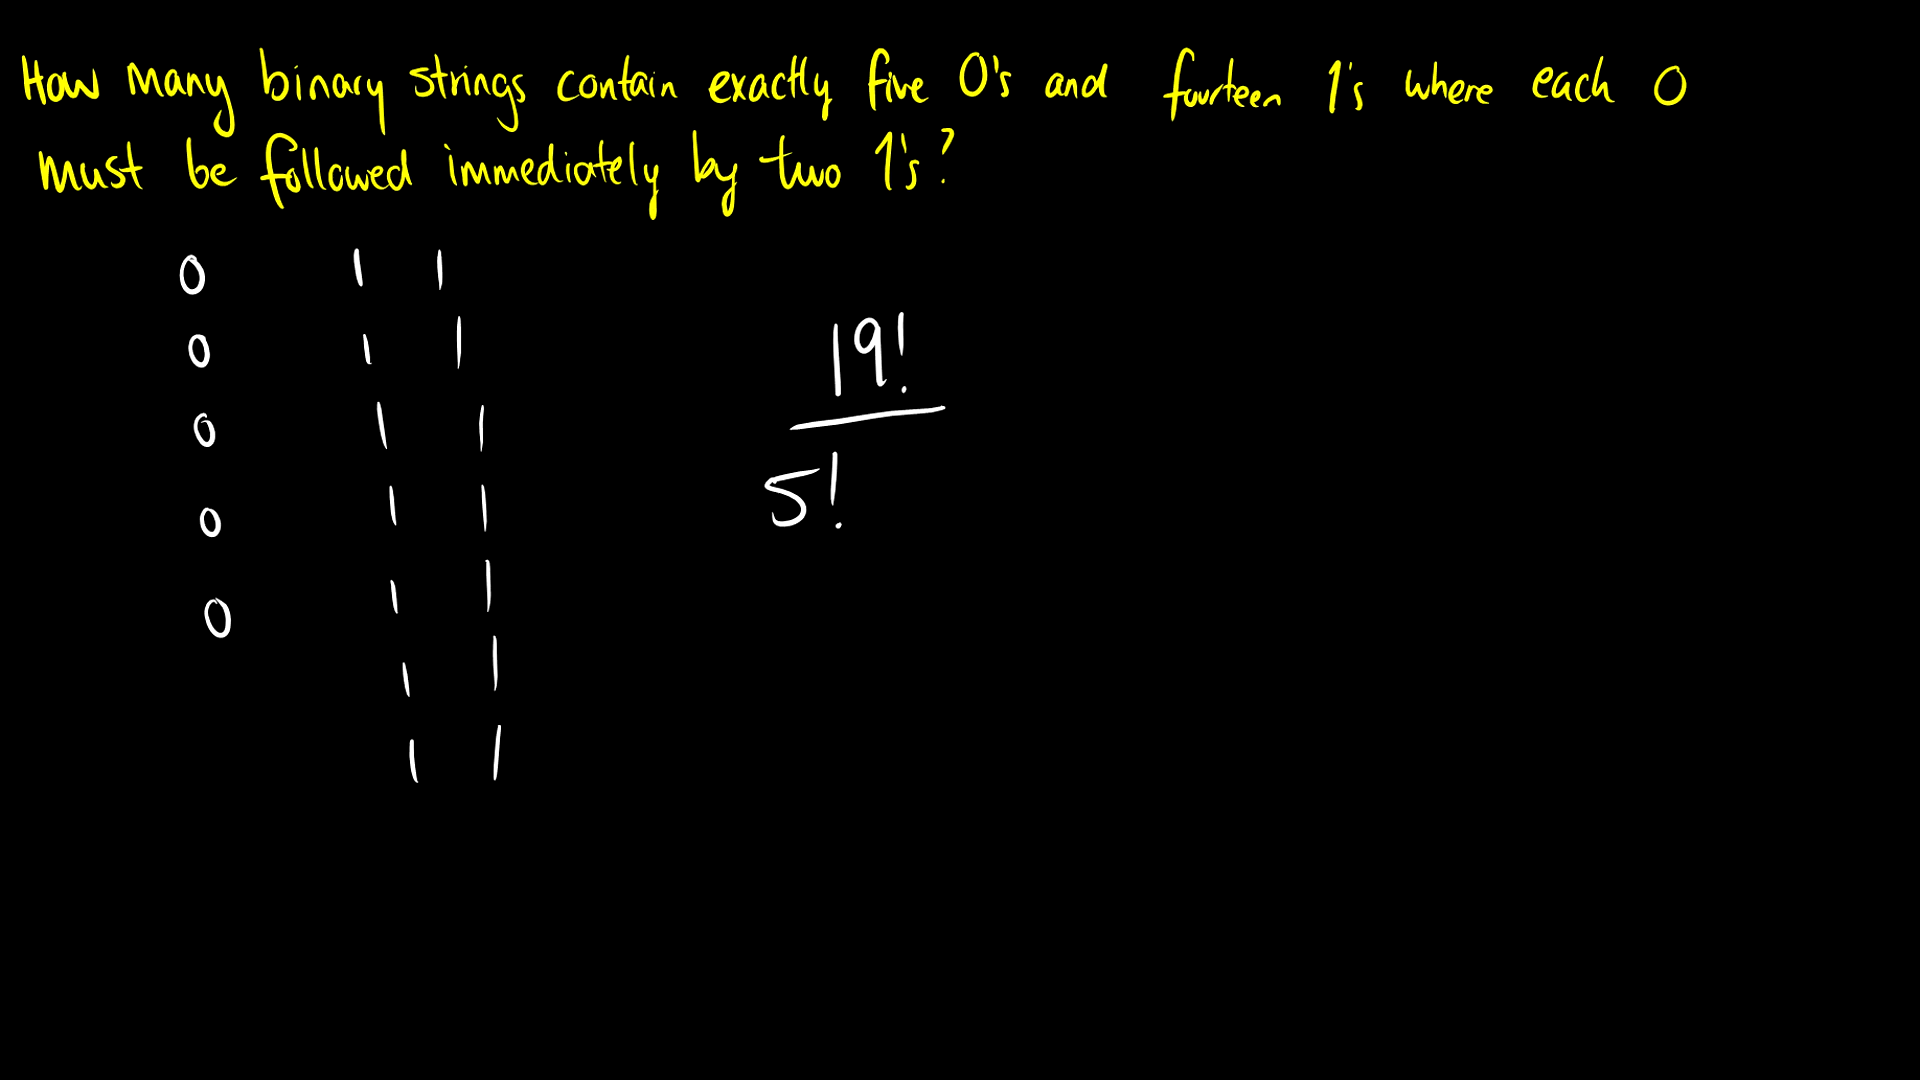 How many binary strings contain exactly five 0's and fourteen 1's where each 0
must be followed immediately by two 1's?
0 1 1
0 1 1
0 1 1
0 1 1
0 1 1
1 1
1 1
19!
5!